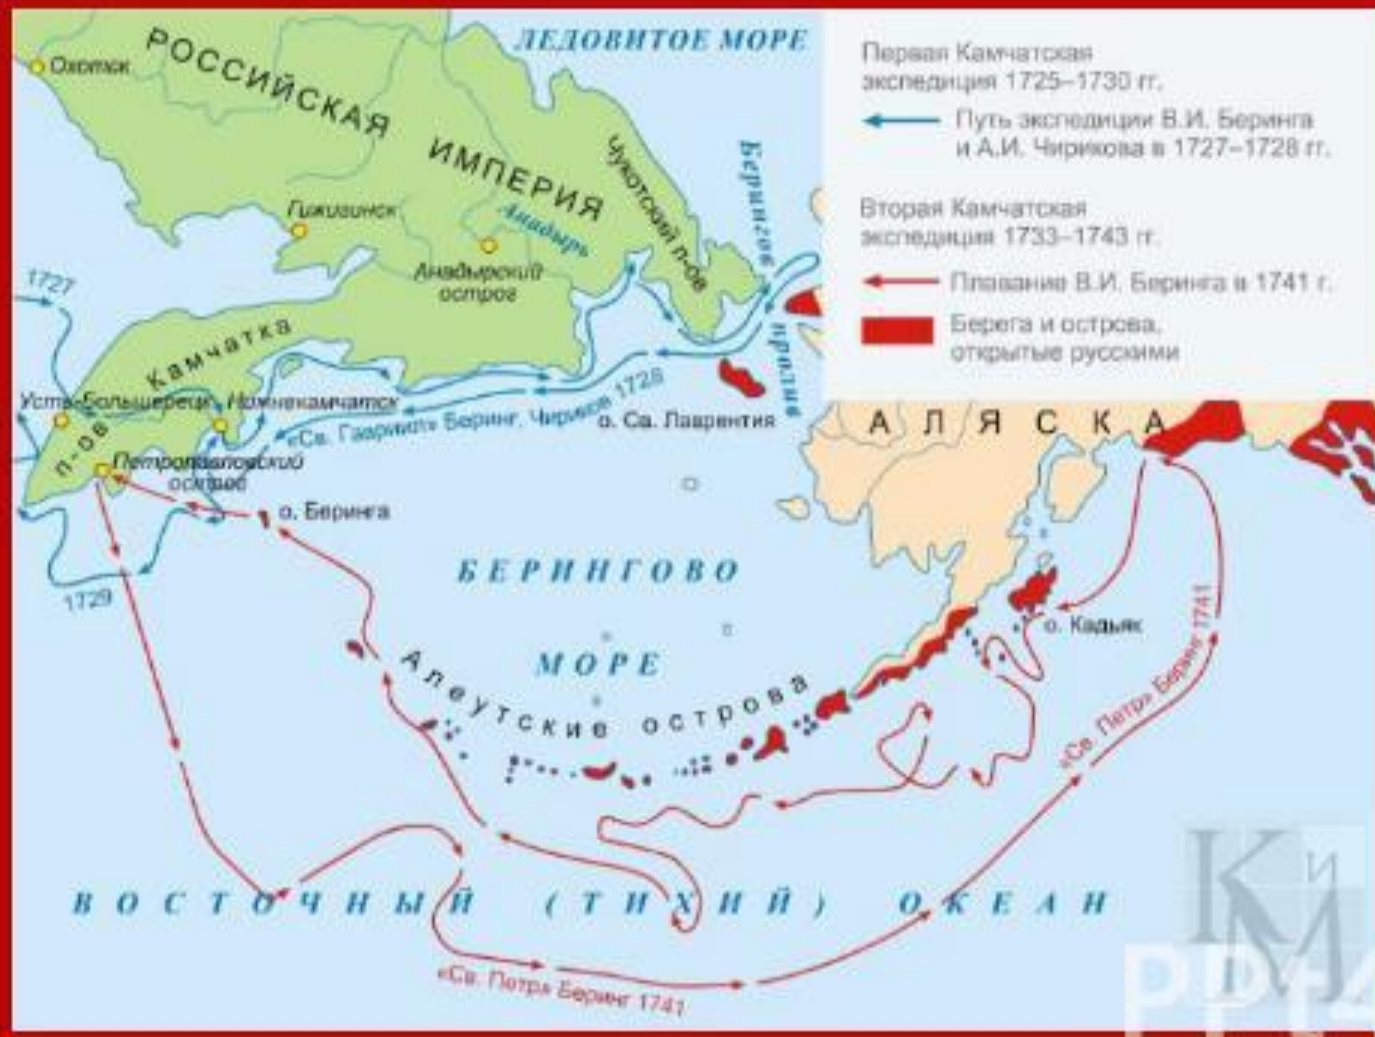 ЛЕДОВИТОЕ МОРЕ
Охотск
РОССИЙСКАЯ ИМПЕРИЯ
Чукотский п-ов
Берингов пролив
Гижигинск
Анадырь
Анадырский
острог
1727
Камчатка
п-ов
Усть-Большерецк
Нижнекамчатск
«Св. Гавриил» Беринг, Чириков 1728
о. Св. Лаврентия
Петропавловский
острог
о. Беринга
1729
Первая Камчатская
экспедиция 1725–1730 гг.
Путь экспедиции В.И. Беринга
и А.И. Чирикова в 1727–1728 гг.
Вторая Камчатская
экспедиция 1733–1743 гг.
Плавание В.И. Беринга в 1741 г.
Берега и острова,
открытые русскими
АЛЯСКА
БЕРИНГОВО
МОРЕ
о. Кадьяк
Алеутские острова
«Св. Петр» Беринг 1741
ВОСТОЧНЫЙ (ТИХИЙ) ОКЕАН
«Св. Петр» Беринг 1741
К и М
PPt4